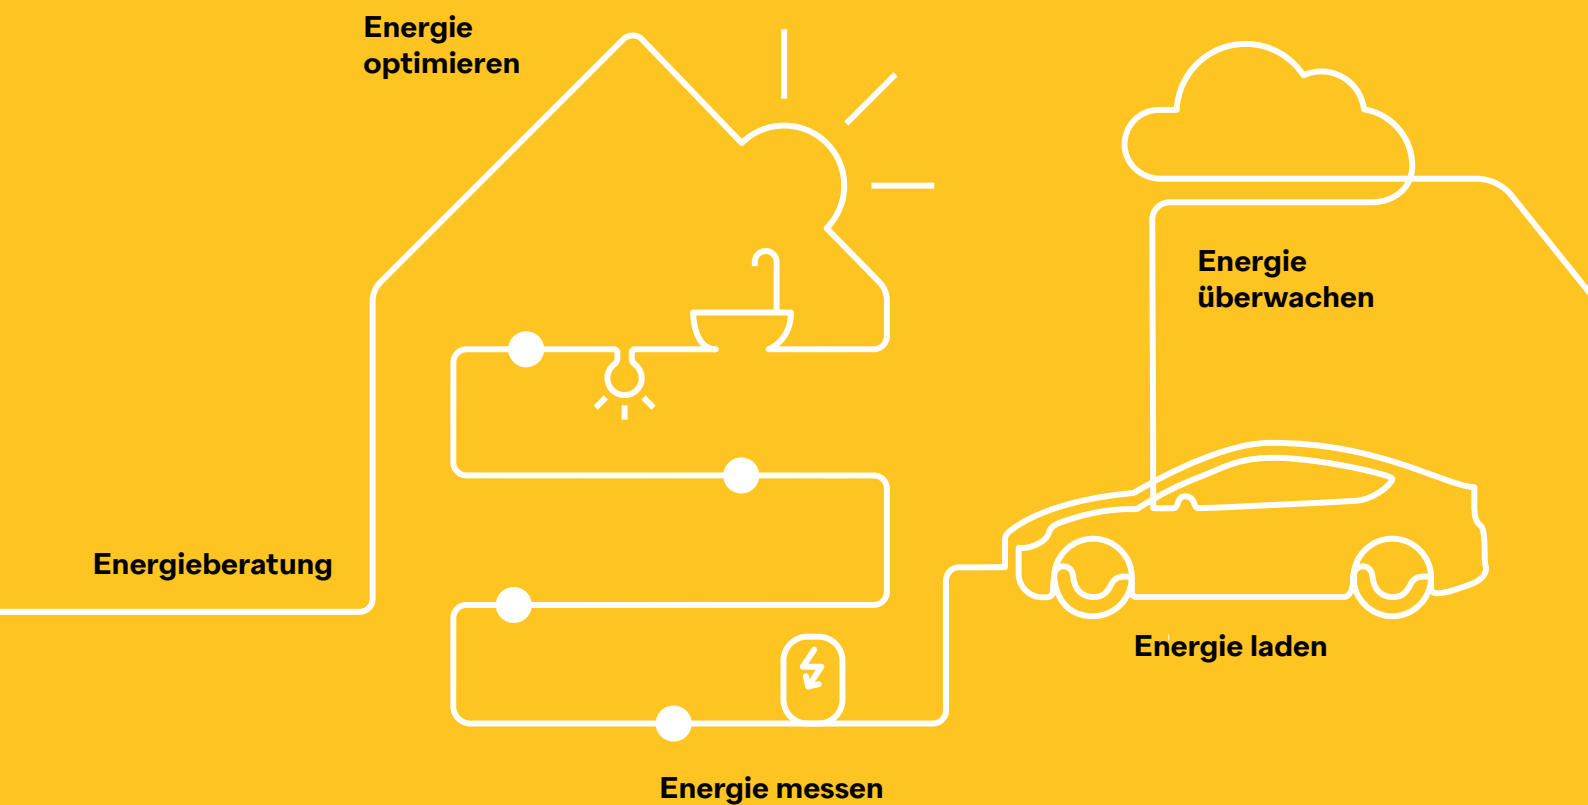 Energie
optimieren
Energie
überwachen
Energieberatung
Energie laden
Energie messen